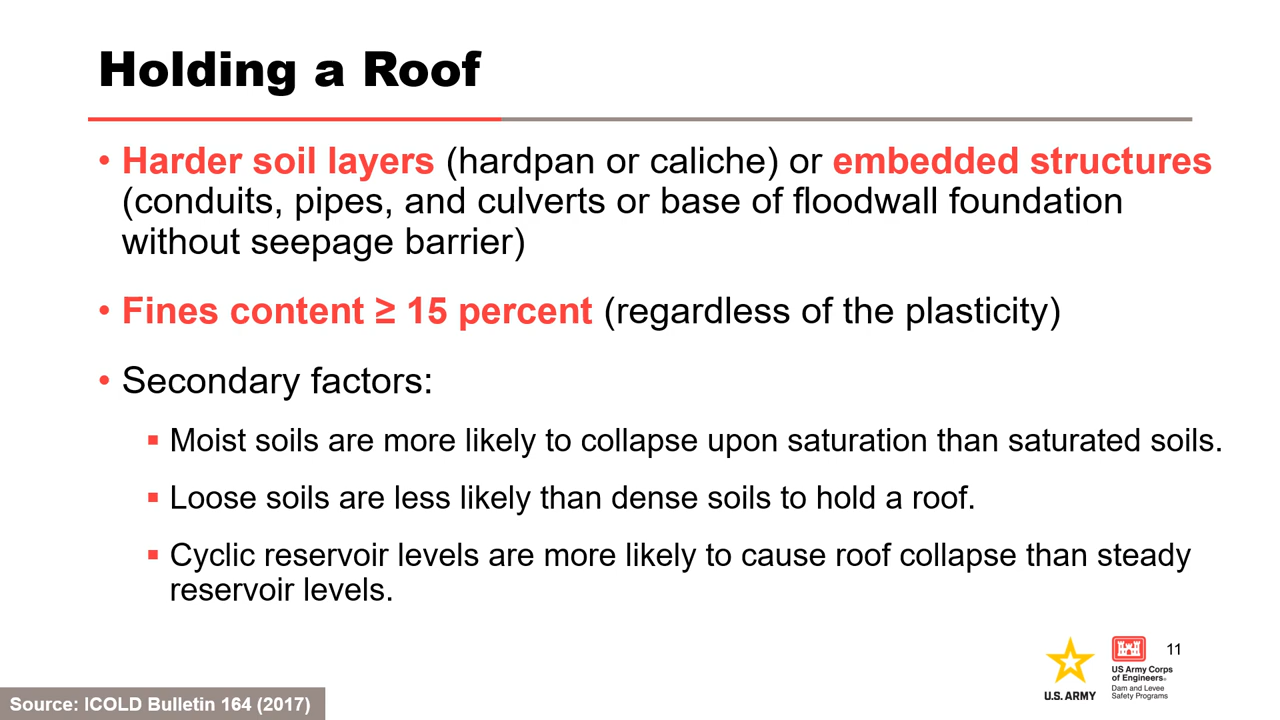 Holding a Roof
• Harder soil layers (hardpan or caliche) or embedded structures
(conduits, pipes, and culverts or base of floodwall foundation
without seepage barrier)
• Fines content ≥ 15 percent (regardless of the plasticity)
• Secondary factors:
▪ Moist soils are more likely to collapse upon saturation than saturated soils.
▪ Loose soils are less likely than dense soils to hold a roof.
▪ Cyclic reservoir levels are more likely to cause roof collapse than steady
reservoir levels.
U.S. ARMY
US Army Corps
of Engineers®
Dam and Levee
Safety Programs
11
Source: ICOLD Bulletin 164 (2017)